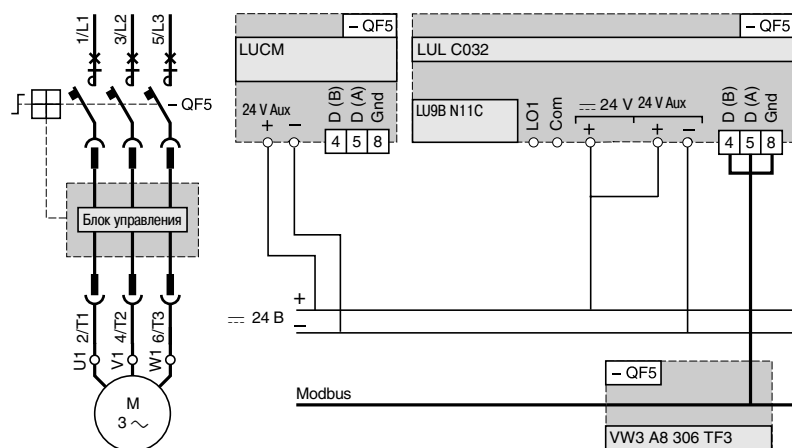 1/L1 3/L2 5/L3
– QF5
Блок управления
2/T1 4/T2 6/T3
U1 V1 W1
M
3 ~
– QF5
LUCM
24 V Aux D (B) D (A) Gnd
+ –
4 5 8
– QF5
LUL C032
LU9B N11C
LO1 Com 24 V 24 V Aux D (B) D (A) Gnd
+ + –
4 5 8
+
24 В
–
Modbus
– QF5
VW3 A8 306 TF3